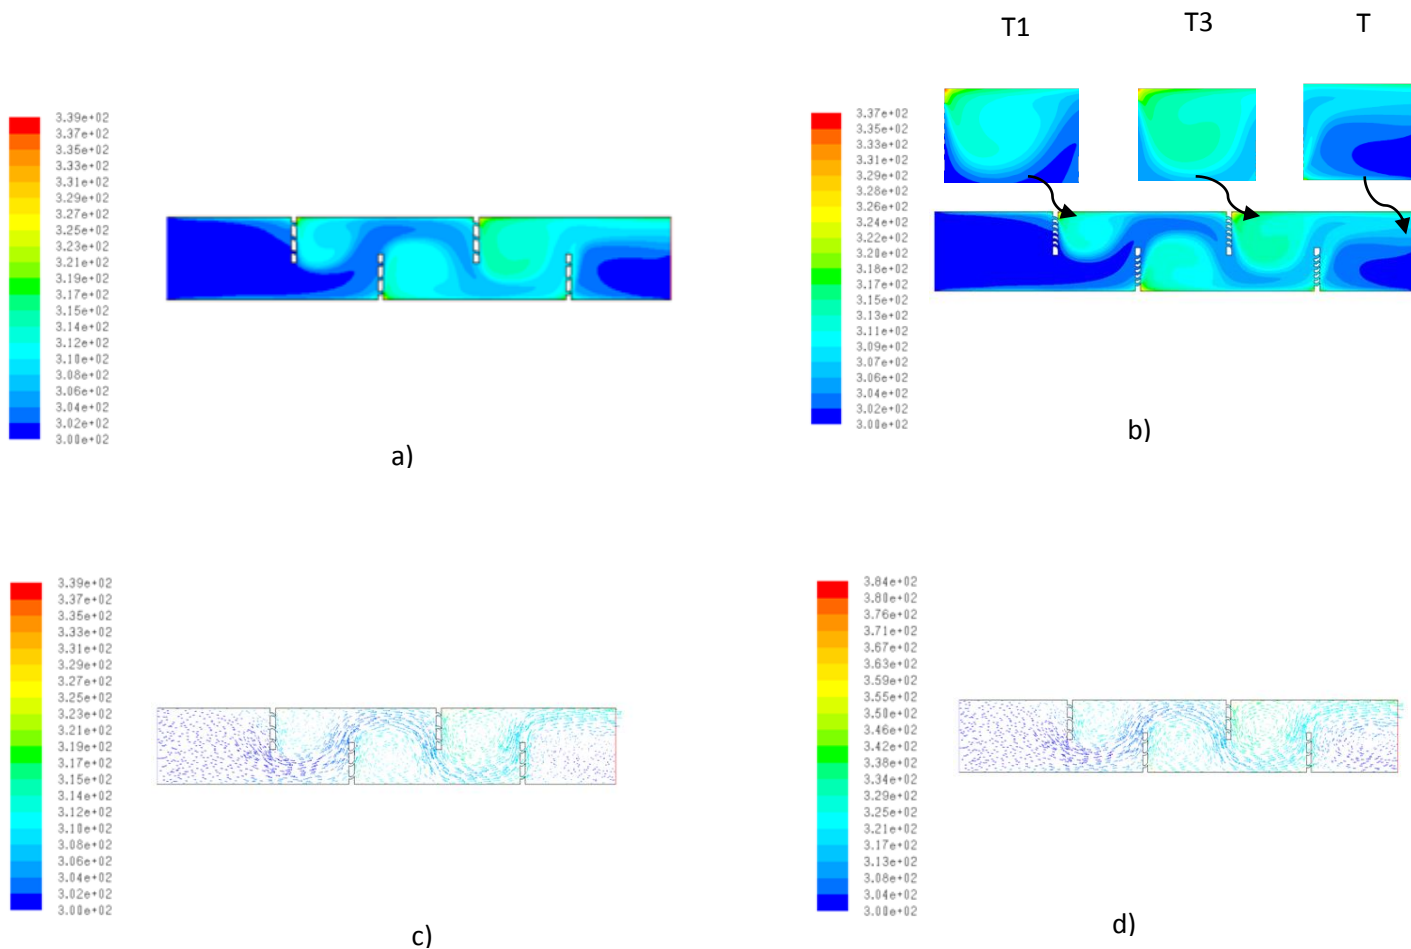 T1
T3
T
3.39e+02
3.37e+02
3.35e+02
3.33e+02
3.31e+02
3.29e+02
3.27e+02
3.25e+02
3.23e+02
3.21e+02
3.19e+02
3.17e+02
3.15e+02
3.14e+02
3.12e+02
3.10e+02
3.08e+02
3.06e+02
3.04e+02
3.02e+02
3.00e+02
a)
3.37e+02
3.35e+02
3.33e+02
3.31e+02
3.29e+02
3.28e+02
3.26e+02
3.24e+02
3.22e+02
3.20e+02
3.18e+02
3.17e+02
3.15e+02
3.13e+02
3.11e+02
3.09e+02
3.07e+02
3.06e+02
3.04e+02
3.02e+02
3.00e+02
b)
3.39e+02
3.37e+02
3.35e+02
3.33e+02
3.31e+02
3.29e+02
3.27e+02
3.25e+02
3.23e+02
3.21e+02
3.19e+02
3.17e+02
3.15e+02
3.14e+02
3.12e+02
3.10e+02
3.08e+02
3.06e+02
3.04e+02
3.02e+02
3.00e+02
c)
3.84e+02
3.80e+02
3.76e+02
3.71e+02
3.67e+02
3.63e+02
3.59e+02
3.55e+02
3.50e+02
3.46e+02
3.42e+02
3.38e+02
3.34e+02
3.29e+02
3.25e+02
3.21e+02
3.17e+02
3.13e+02
3.08e+02
3.04e+02
3.00e+02
d)